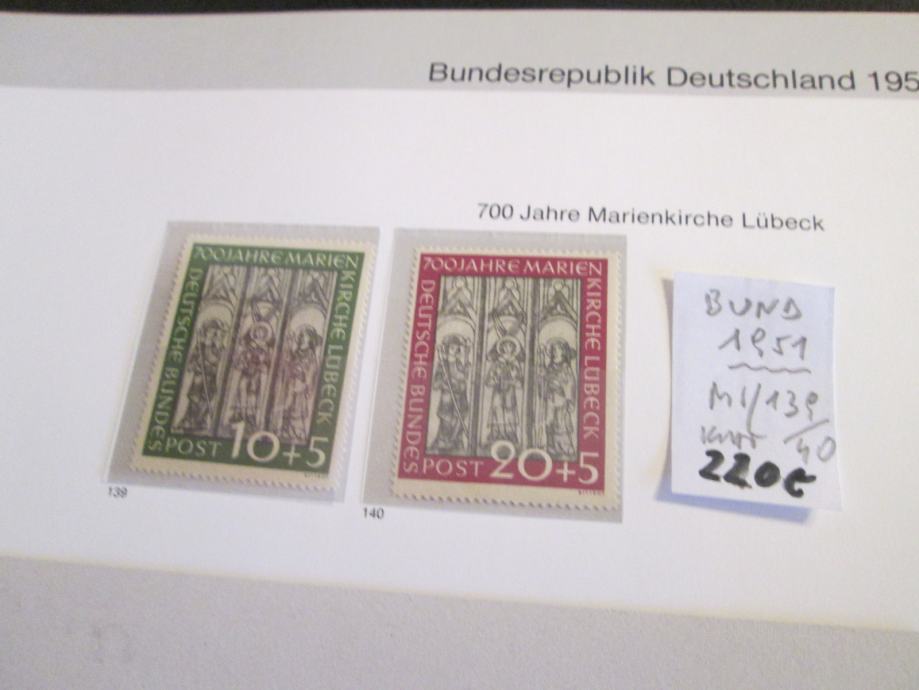 Bundesrepublik Deutschland 195
700 Jahre Marienkirche Lübeck
700 JAHRE MARIEN
KIRCHE LÜBECK
DEUTSCHE BUNDES
POST 10+5
139
700 JAHRE MARIEN
KIRCHE LÜBECK
DEUTSCHE BUNDES
POST 20+5
140
BUND
1951
MI/139
/40
220€